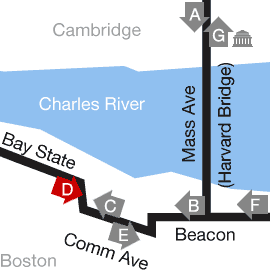 Cambridge
A
G
Charles River
Mass Ave
(Harvard Bridge)
Bay State
D
C
B
F
E
Comm Ave
Beacon
Boston